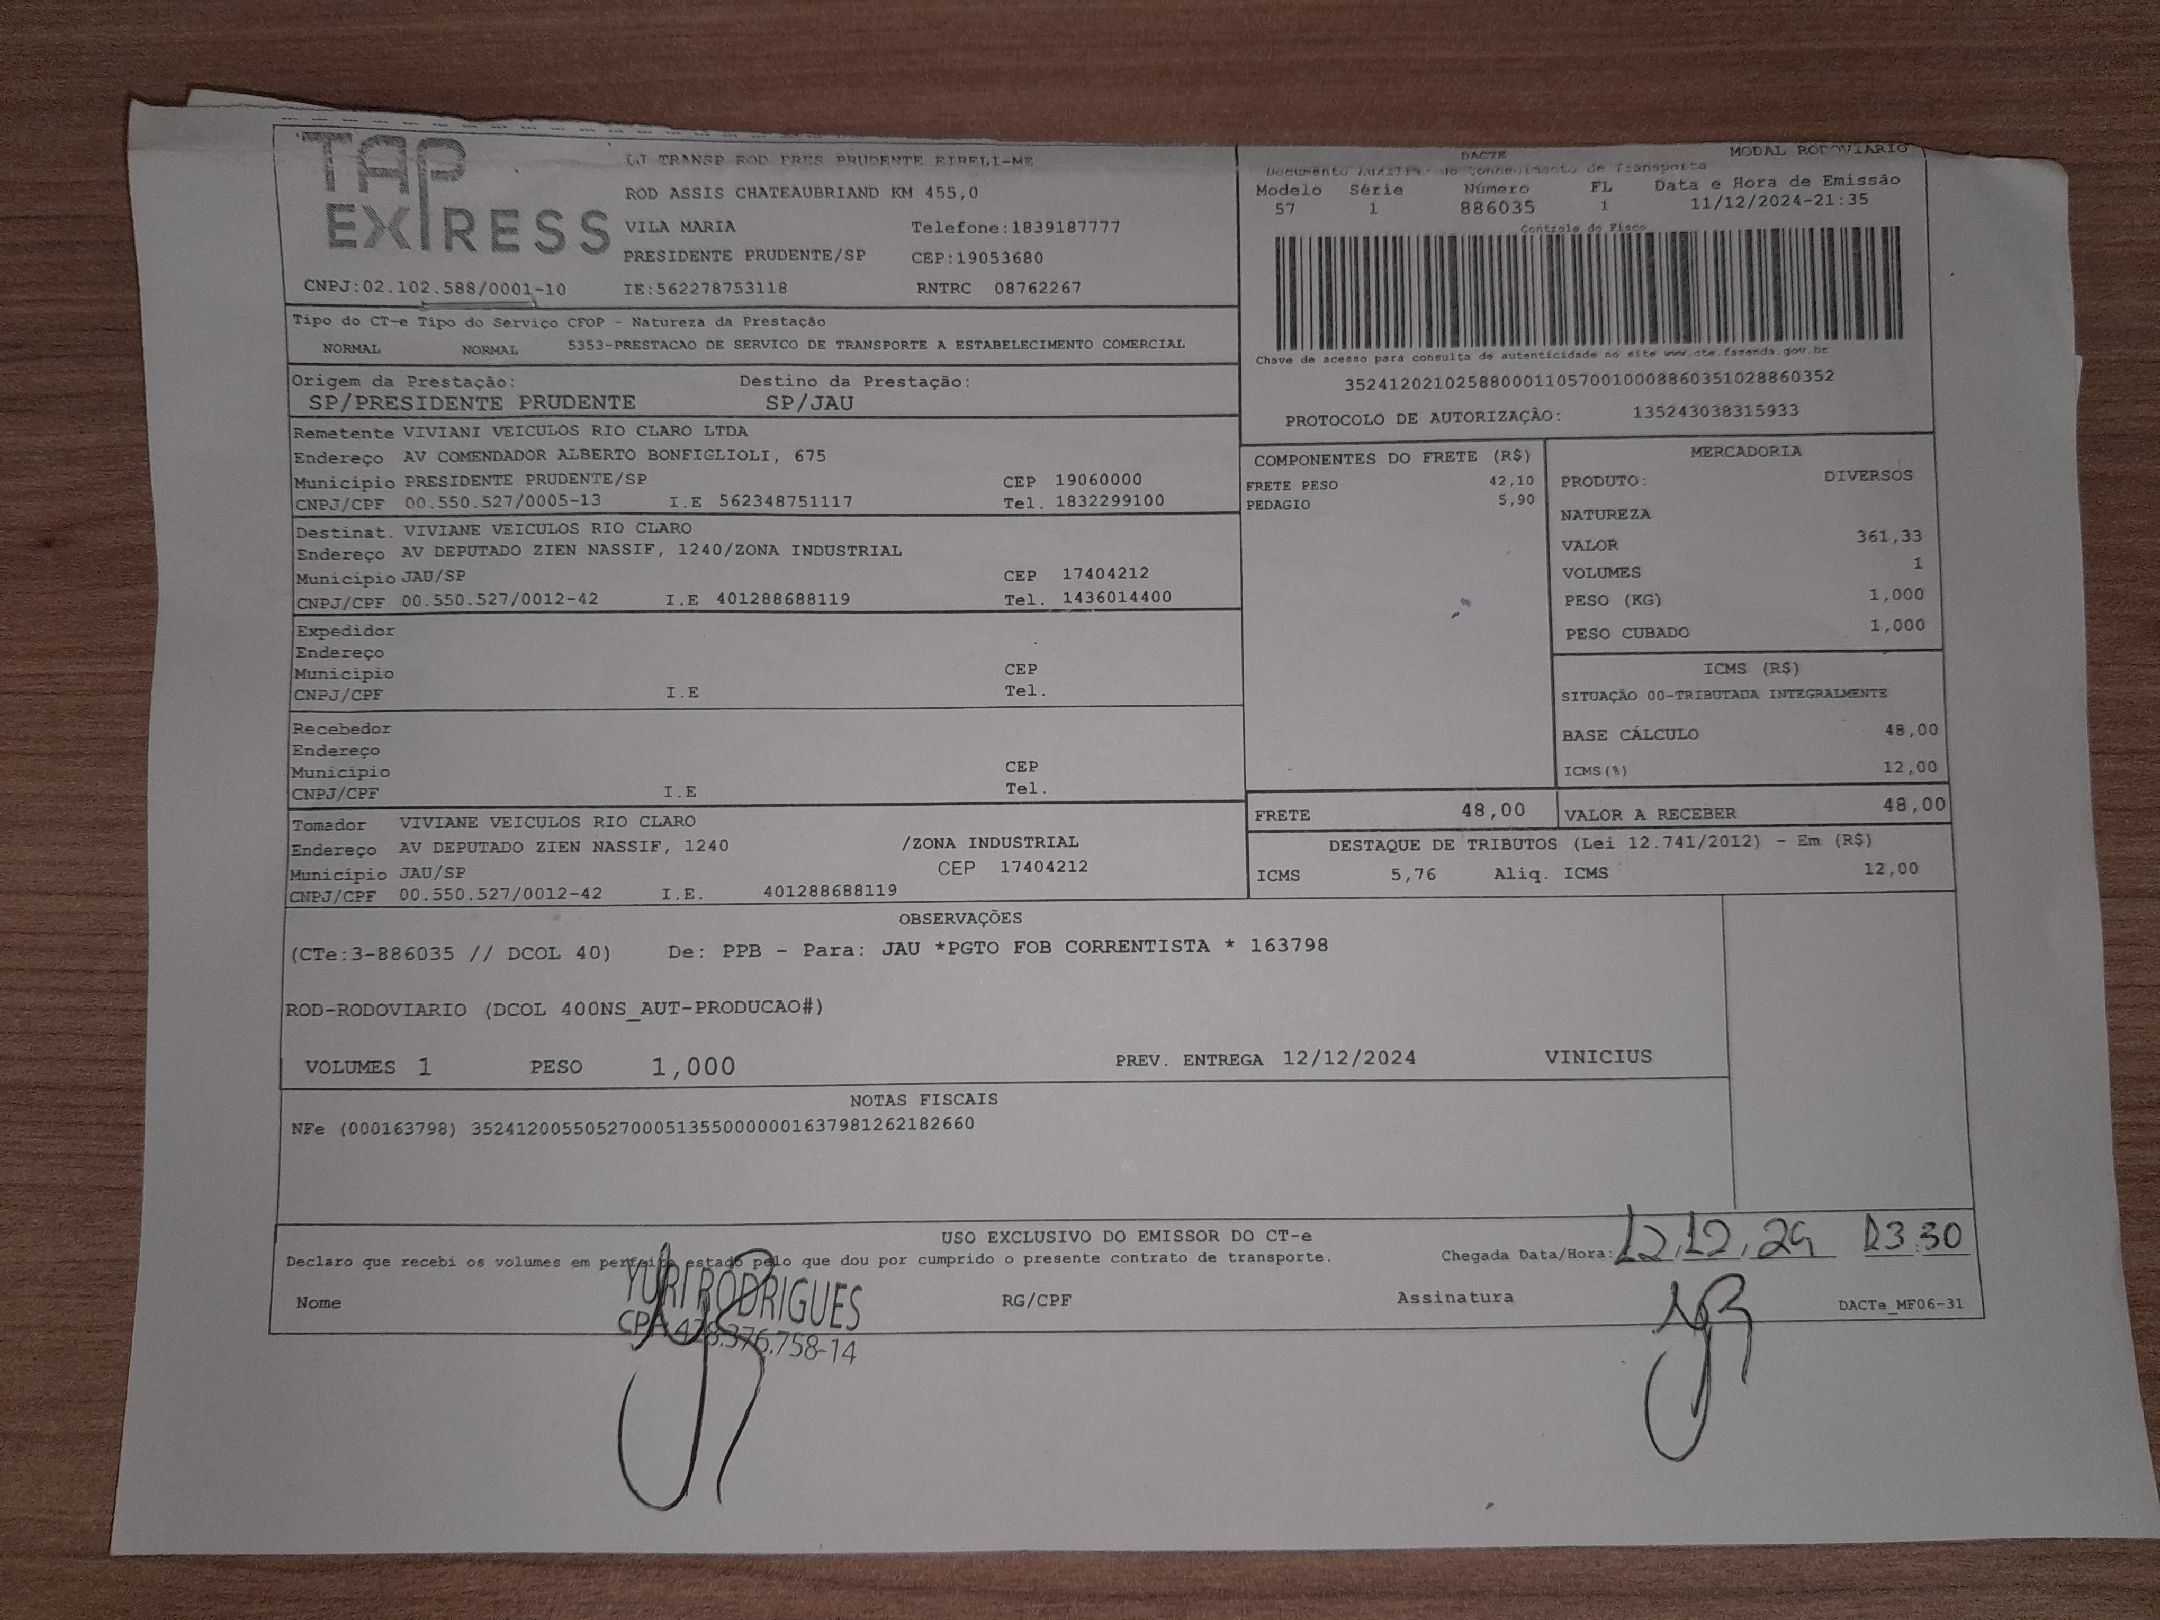 TAP
EXPRESS
TRANSP ROD PRES PRUDENTE EIRELI-ME
ROD ASSIS CHATEAUBRIAND KM 455,0
VILA MARIA Telefone:1839187777
PRESIDENTE PRUDENTE/SP CEP:19053680
CNPJ:02.102.588/0001-10 IE:562278753118 RNTRC 08762267
DACTE MODAL RODOVIARIO
Documento Auxiliar do Conhecimento de Transporte
Modelo Série Número FL Data e Hora de Emissão
57 1 886035 1 11/12/2024-21:35
Controle do Fisco
Chave de acesso para consulta de autenticidade no site www.cte.fazenda.gov.br
35241202102588000110570010008860351028860352
PROTOCOLO DE AUTORIZAÇÃO: 135243038315933
Tipo do CT-e Tipo do Serviço CFOP - Natureza da Prestação
NORMAL NORMAL 5353-PRESTACAO DE SERVICO DE TRANSPORTE A ESTABELECIMENTO COMERCIAL
Origem da Prestação: Destino da Prestação:
SP/PRESIDENTE PRUDENTE SP/JAU
Remetente VIVIANI VEICULOS RIO CLARO LTDA
Endereço AV COMENDADOR ALBERTO BONFIGLIOLI, 675
Município PRESIDENTE PRUDENTE/SP CEP 19060000
CNPJ/CPF 00.550.527/0005-13 I.E 562348751117 Tel. 1832299100
Destinat. VIVIANE VEICULOS RIO CLARO
Endereço AV DEPUTADO ZIEN NASSIF, 1240/ZONA INDUSTRIAL
Município JAU/SP CEP 17404212
CNPJ/CPF 00.550.527/0012-42 I.E 401288688119 Tel. 1436014400
Expedidor
Endereço
Município CEP
CNPJ/CPF I.E Tel.
Recebedor
Endereço
Município CEP
CNPJ/CPF I.E Tel.
Tomador VIVIANE VEICULOS RIO CLARO
Endereço AV DEPUTADO ZIEN NASSIF, 1240 /ZONA INDUSTRIAL
Município JAU/SP CEP 17404212
CNPJ/CPF 00.550.527/0012-42 I.E. 401288688119
COMPONENTES DO FRETE (R$)
FRETE PESO 42,10
PEDAGIO 5,90
MERCADORIA
PRODUTO: DIVERSOS
NATUREZA
VALOR 361,33
VOLUMES 1
PESO (KG) 1,000
PESO CUBADO 1,000
ICMS (R$)
SITUAÇÃO 00-TRIBUTADA INTEGRALMENTE
BASE CÁLCULO 48,00
ICMS(%) 12,00
FRETE 48,00 VALOR A RECEBER 48,00
DESTAQUE DE TRIBUTOS (Lei 12.741/2012) - Em (R$)
ICMS 5,76 Aliq. ICMS 12,00
OBSERVAÇÕES
(CTe:3-886035 // DCOL 40) De: PPB - Para: JAU *PGTO FOB CORRENTISTA * 163798
ROD-RODOVIARIO (DCOL 400NS_AUT-PRODUCAO#)
VOLUMES 1 PESO 1,000 PREV. ENTREGA 12/12/2024 VINICIUS
NOTAS FISCAIS
NFe (000163798) 35241200550527000513550000001637981262182660
USO EXCLUSIVO DO EMISSOR DO CT-e
Declaro que recebi os volumes em perfeito estado pelo que dou por cumprido o presente contrato de transporte. Chegada Data/Hora: 12,12,24 13:30
Nome YURI RODRIGUES RG/CPF Assinatura DACTe_MF06-31
CPF 428.376.758-14